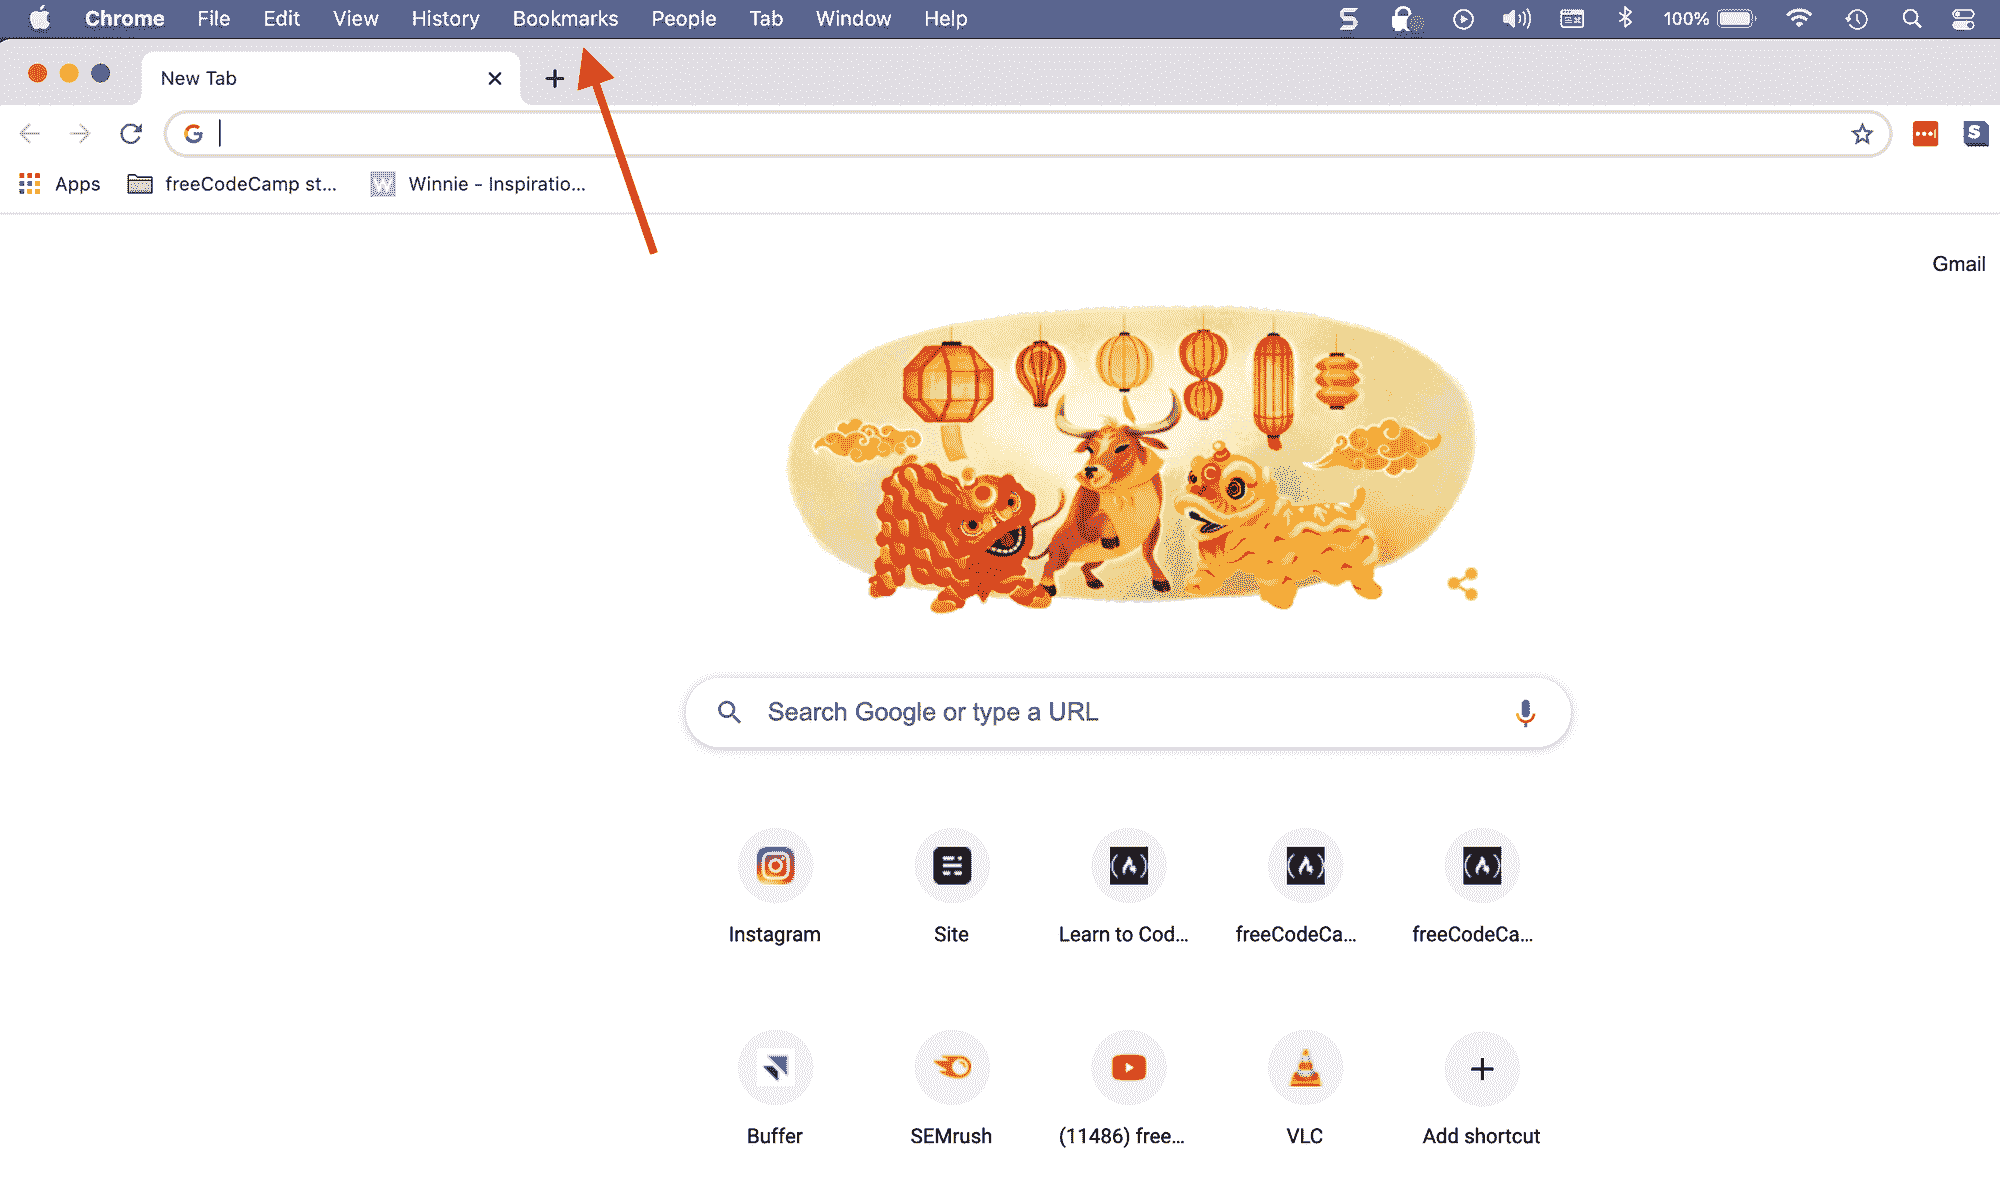 Chrome File Edit View History Bookmarks People Tab Window Help 100%
New Tab
Apps freeCodeCamp st... Winnie - Inspiratio...
Gmail
Search Google or type a URL
Instagram Site Learn to Cod... freeCodeCa... freeCodeCa...
Buffer SEMrush (11486) free... VLC Add shortcut